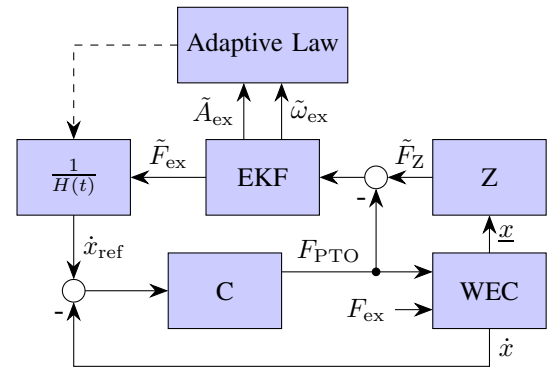 Adaptive Law
Ã_ex
ω̃_ex
1/H(t)
F̃_ex
EKF
F̃_Z
Z
-
ẋ_ref
F_PTO
x̲
C
F_ex
WEC
-
ẋ